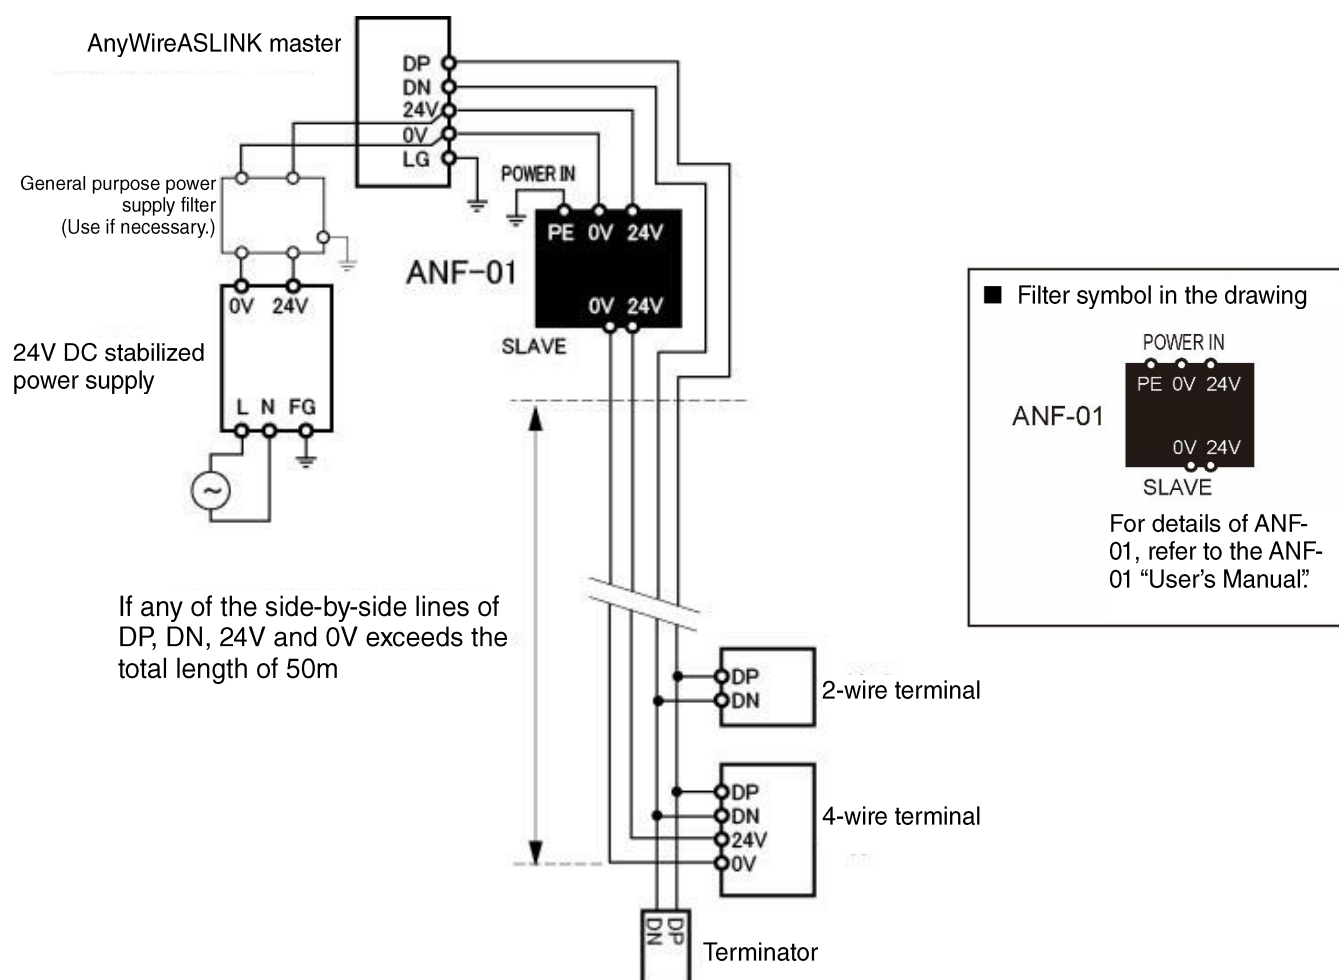 AnyWireASLINK master
DP
DN
24V
0V
LG
General purpose power
supply filter
(Use if necessary.)
POWER IN
PE 0V 24V
ANF-01
0V 24V
SLAVE
0V 24V
24V DC stabilized
power supply
L N FG
~
■ Filter symbol in the drawing
POWER IN
PE 0V 24V
ANF-01
0V 24V
SLAVE
For details of ANF-
01, refer to the ANF-
01 “User’s Manual”.
If any of the side-by-side lines of
DP, DN, 24V and 0V exceeds the
total length of 50m
DP
DN
2-wire terminal
DP
DN
24V
0V
4-wire terminal
DN
DP
Terminator